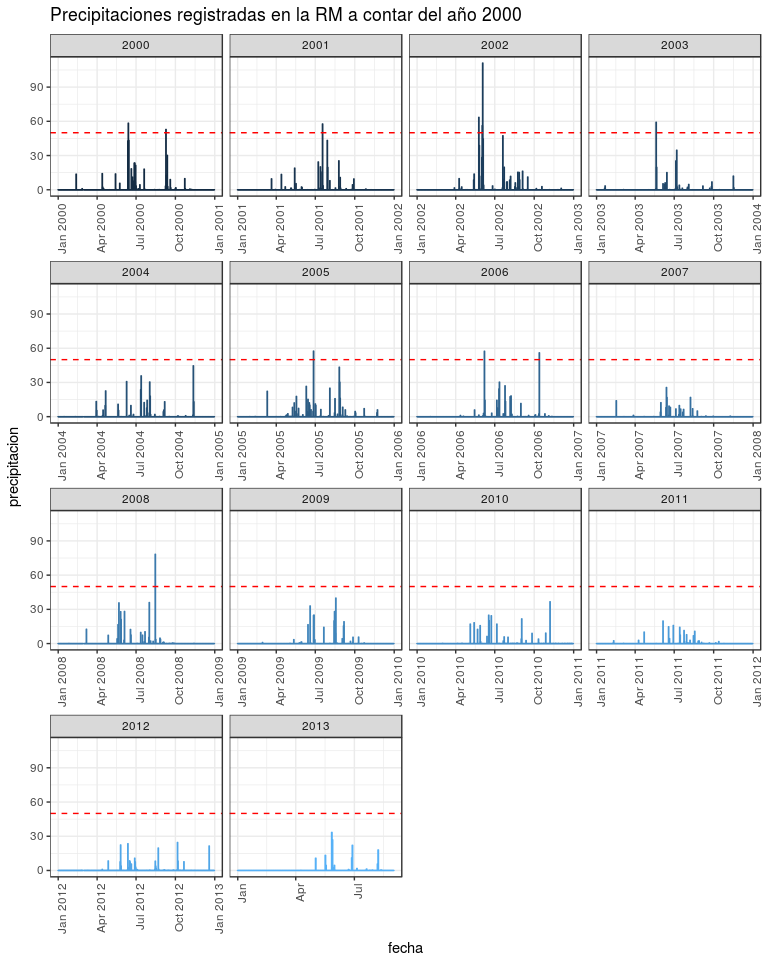 Precipitaciones registradas en la RM a contar del año 2000
precipitacion
2000 2001 2002 2003
90
60
30
0
Jan 2000 Apr 2000 Jul 2000 Oct 2000 Jan 2001 Jan 2001 Apr 2001 Jul 2001 Oct 2001 Jan 2002 Jan 2002 Apr 2002 Jul 2002 Oct 2002 Jan 2003 Jan 2003 Apr 2003 Jul 2003 Oct 2003 Jan 2004
2004 2005 2006 2007
90
60
30
0
Jan 2004 Apr 2004 Jul 2004 Oct 2004 Jan 2005 Jan 2005 Apr 2005 Jul 2005 Oct 2005 Jan 2006 Jan 2006 Apr 2006 Jul 2006 Oct 2006 Jan 2007 Jan 2007 Apr 2007 Jul 2007 Oct 2007 Jan 2008
2008 2009 2010 2011
90
60
30
0
Jan 2008 Apr 2008 Jul 2008 Oct 2008 Jan 2009 Jan 2009 Apr 2009 Jul 2009 Oct 2009 Jan 2010 Jan 2010 Apr 2010 Jul 2010 Oct 2010 Jan 2011 Jan 2011 Apr 2011 Jul 2011 Oct 2011 Jan 2012
2012 2013
90
60
30
0
Jan 2012 Apr 2012 Jul 2012 Oct 2012 Jan 2013 Jan Apr Jul
fecha